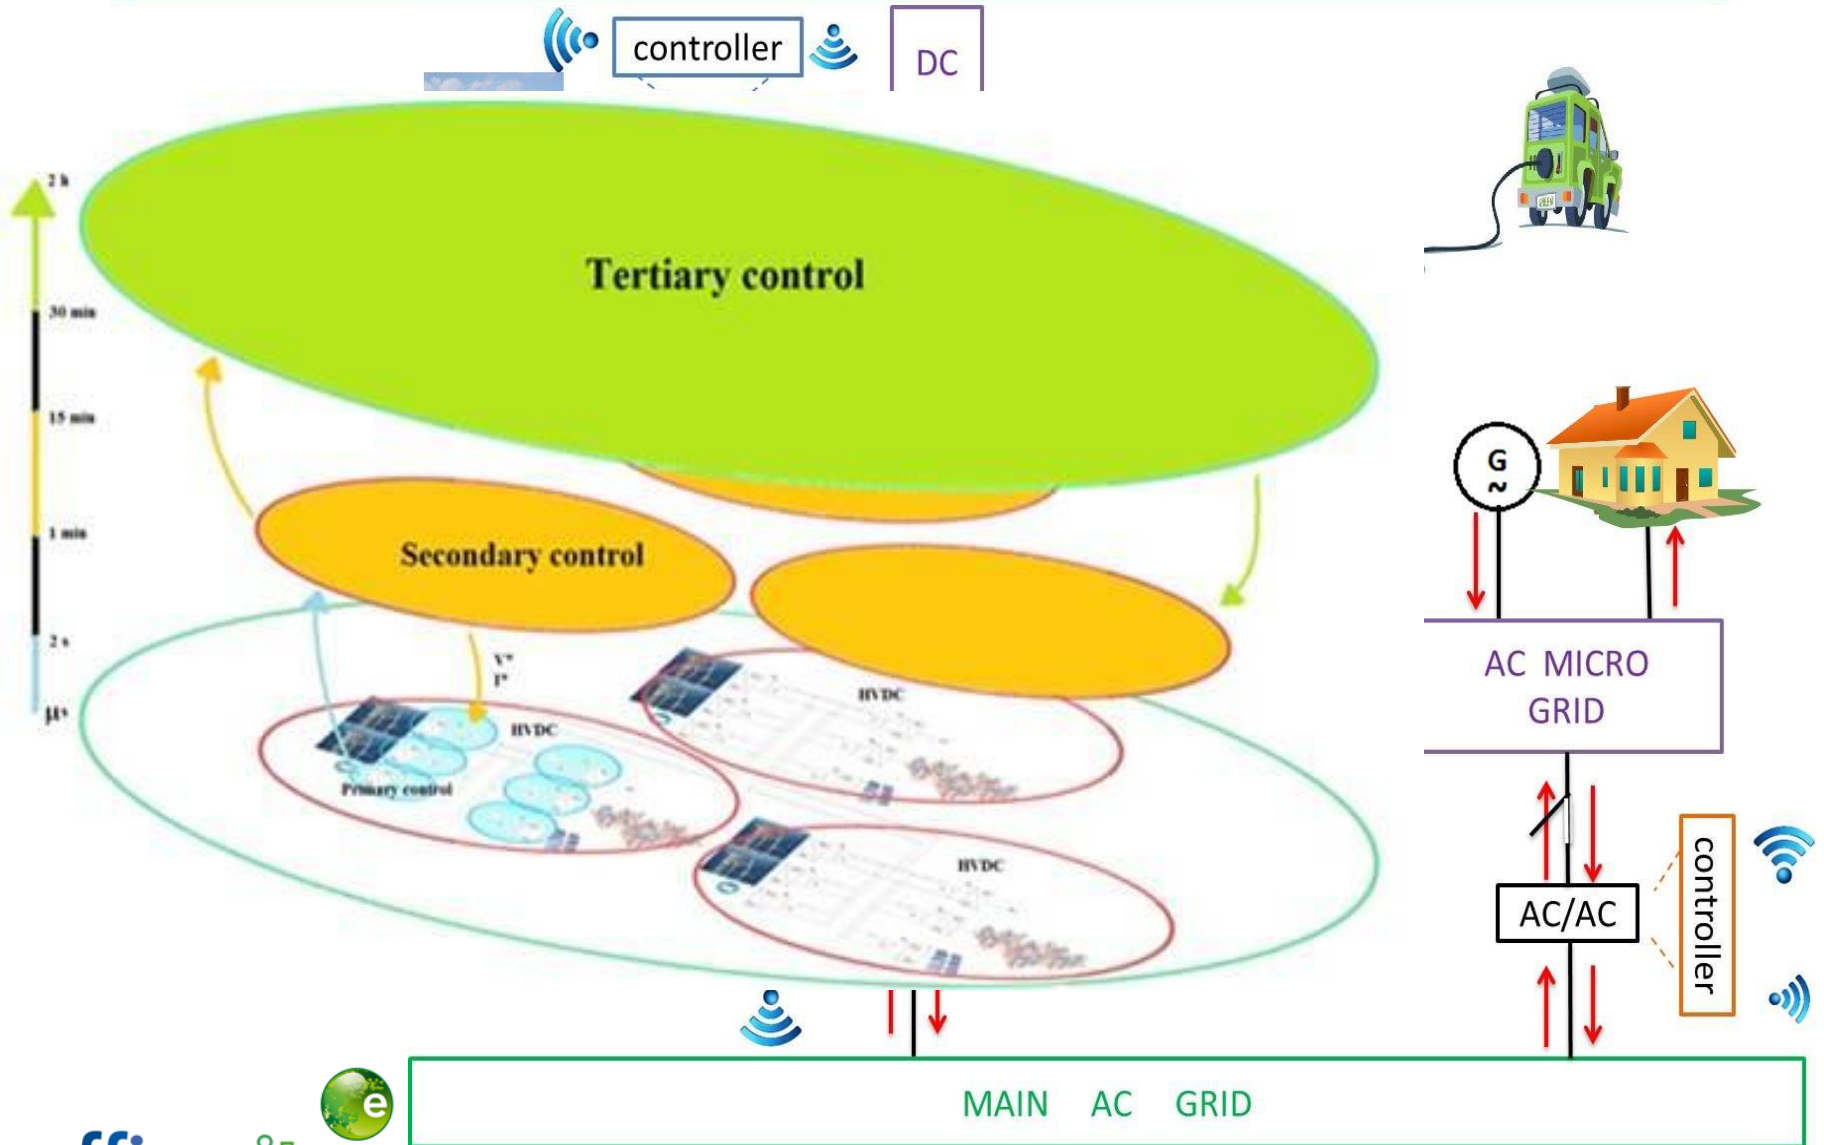 controller
DC
2 h
Tertiary control
30 min
15 min
G
~
Secondary control
1 min
2 s
V*
I*
AC MICRO
GRID
HVDC
µs
HVDC
Primary control
controller
HVDC
AC/AC
e
MAIN AC GRID